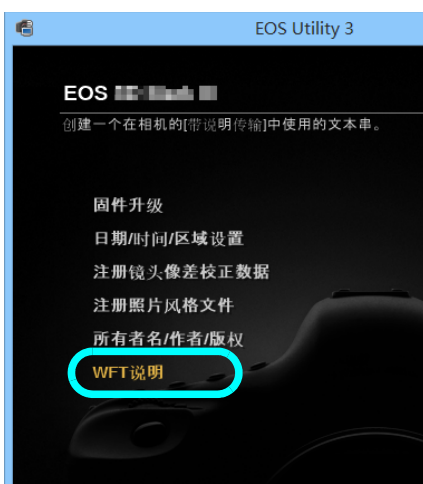 EOS Utility 3
EOS
创建一个在相机的[带说明传输]中使用的文本串。
固件升级
日期/时间/区域设置
注册镜头像差校正数据
注册照片风格文件
所有者名/作者/版权
WFT说明